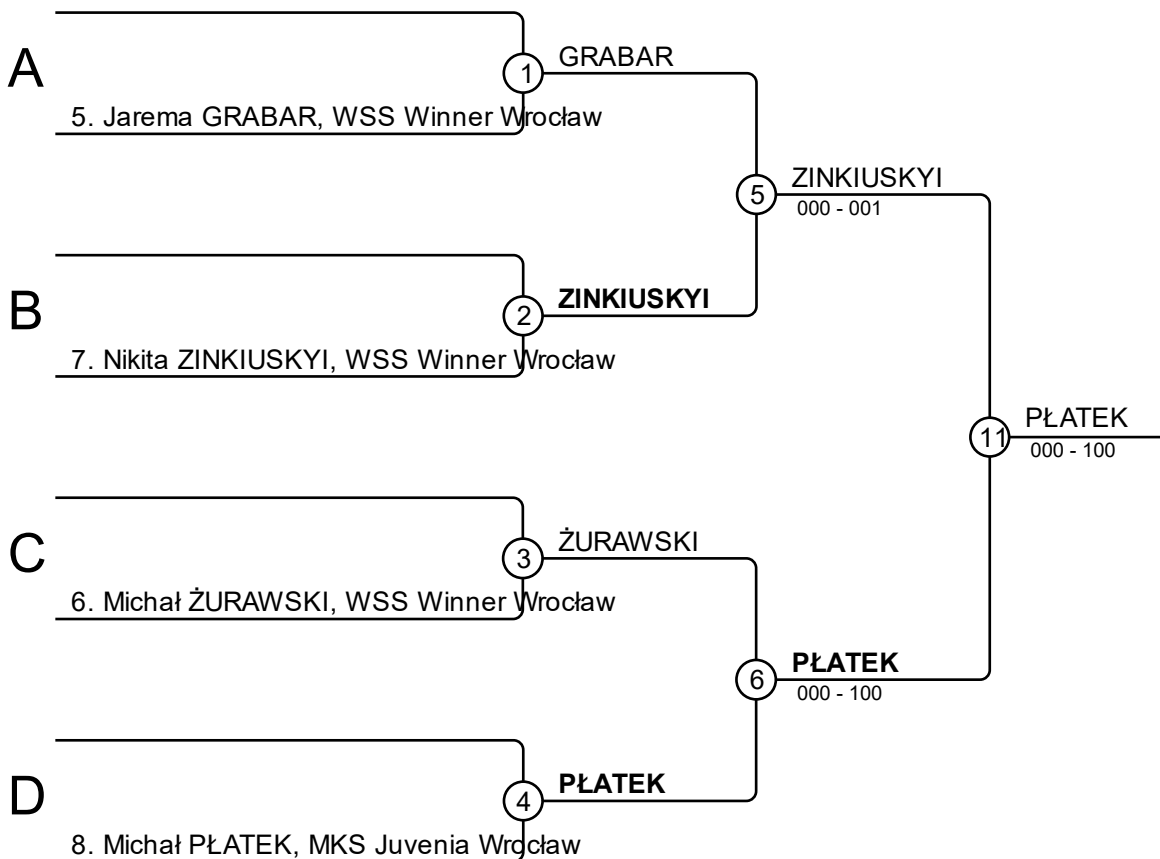 A
1
GRABAR
5. Jarema GRABAR, WSS Winner Wrocław
5
ZINKIUSKYI
000 - 001
B
2
ZINKIUSKYI
7. Nikita ZINKIUSKYI, WSS Winner Wrocław
11
PŁATEK
000 - 100
C
3
ŻURAWSKI
6. Michał ŻURAWSKI, WSS Winner Wrocław
6
PŁATEK
000 - 100
D
4
PŁATEK
8. Michał PŁATEK, MKS Juvenia Wrocław